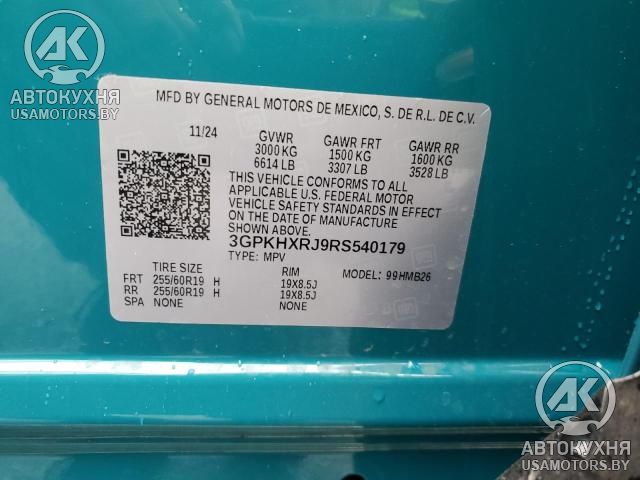 AK
АВТОКУХНЯ
USAMOTORS.BY
MFD BY GENERAL MOTORS DE MEXICO, S. DE R.L. DE C.V.
11/24 GVWR GAWR FRT GAWR RR
3000 KG 1500 KG 1600 KG
6614 LB 3307 LB 3528 LB
THIS VEHICLE CONFORMS TO ALL
APPLICABLE U.S. FEDERAL MOTOR
VEHICLE SAFETY STANDARDS IN EFFECT
ON THE DATE OF MANUFACTURE SHOWN ABOVE.
3GPKHXRJ9RS540179
TYPE: MPV MODEL: 99HMB26
TIRE SIZE RIM
FRT 255/60R19 H 19X8.5J
RR 255/60R19 H 19X8.5J
SPA NONE NONE
AK
АВТОКУХНЯ
USAMOTORS.BY